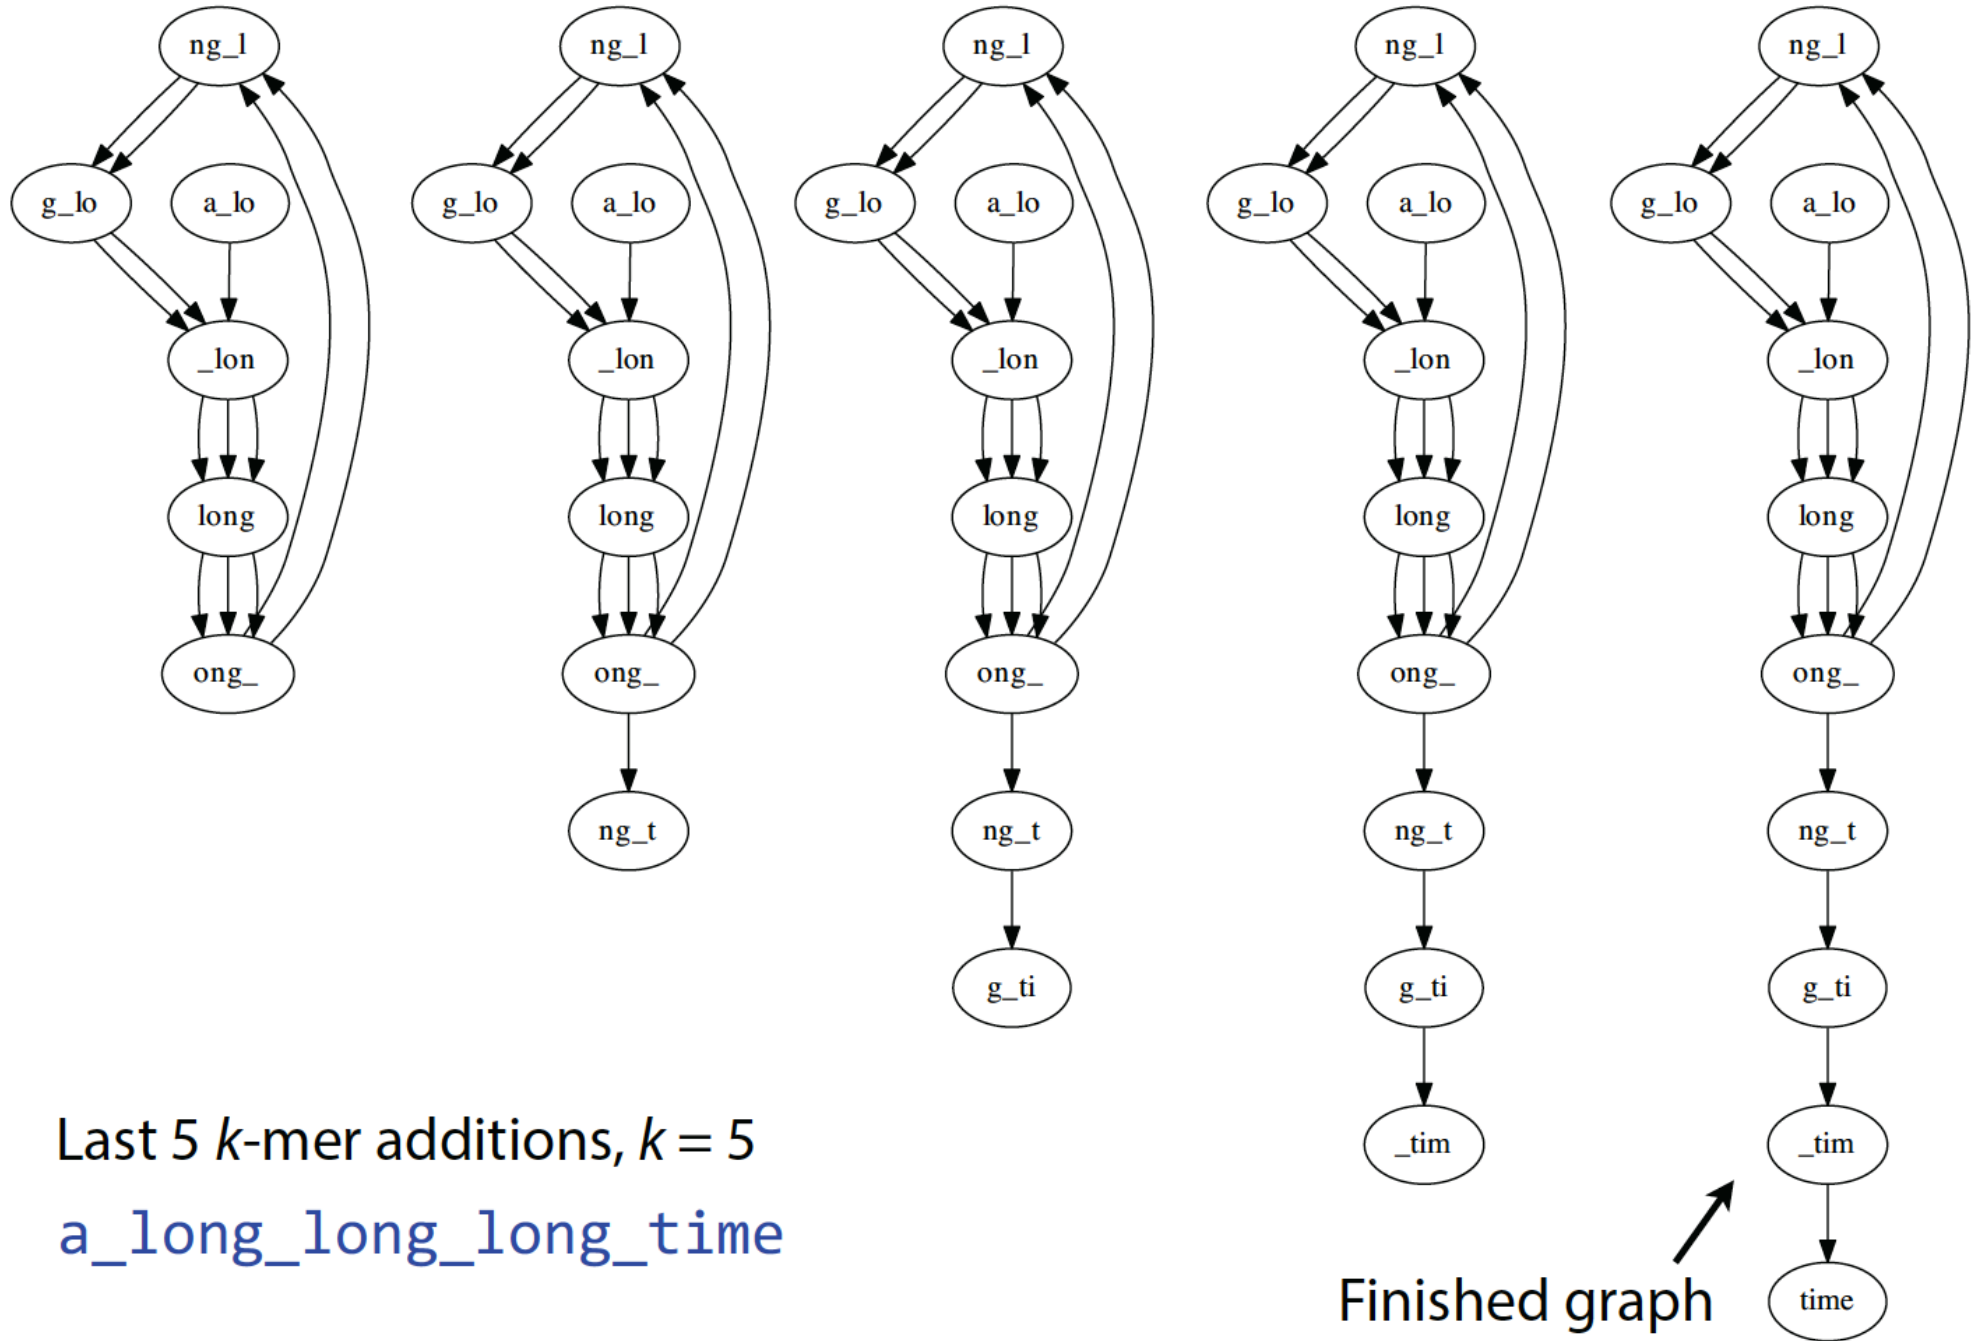 ng_l ng_l ng_l ng_l ng_l
g_lo a_lo g_lo a_lo g_lo a_lo g_lo a_lo g_lo a_lo
_lon _lon _lon _lon _lon
long long long long long
ong_ ong_ ong_ ong_ ong_
ng_t ng_t ng_t ng_t
g_ti g_ti g_ti
_tim _tim
Last 5 k-mer additions, k = 5
a_long_long_long_time
Finished graph
time